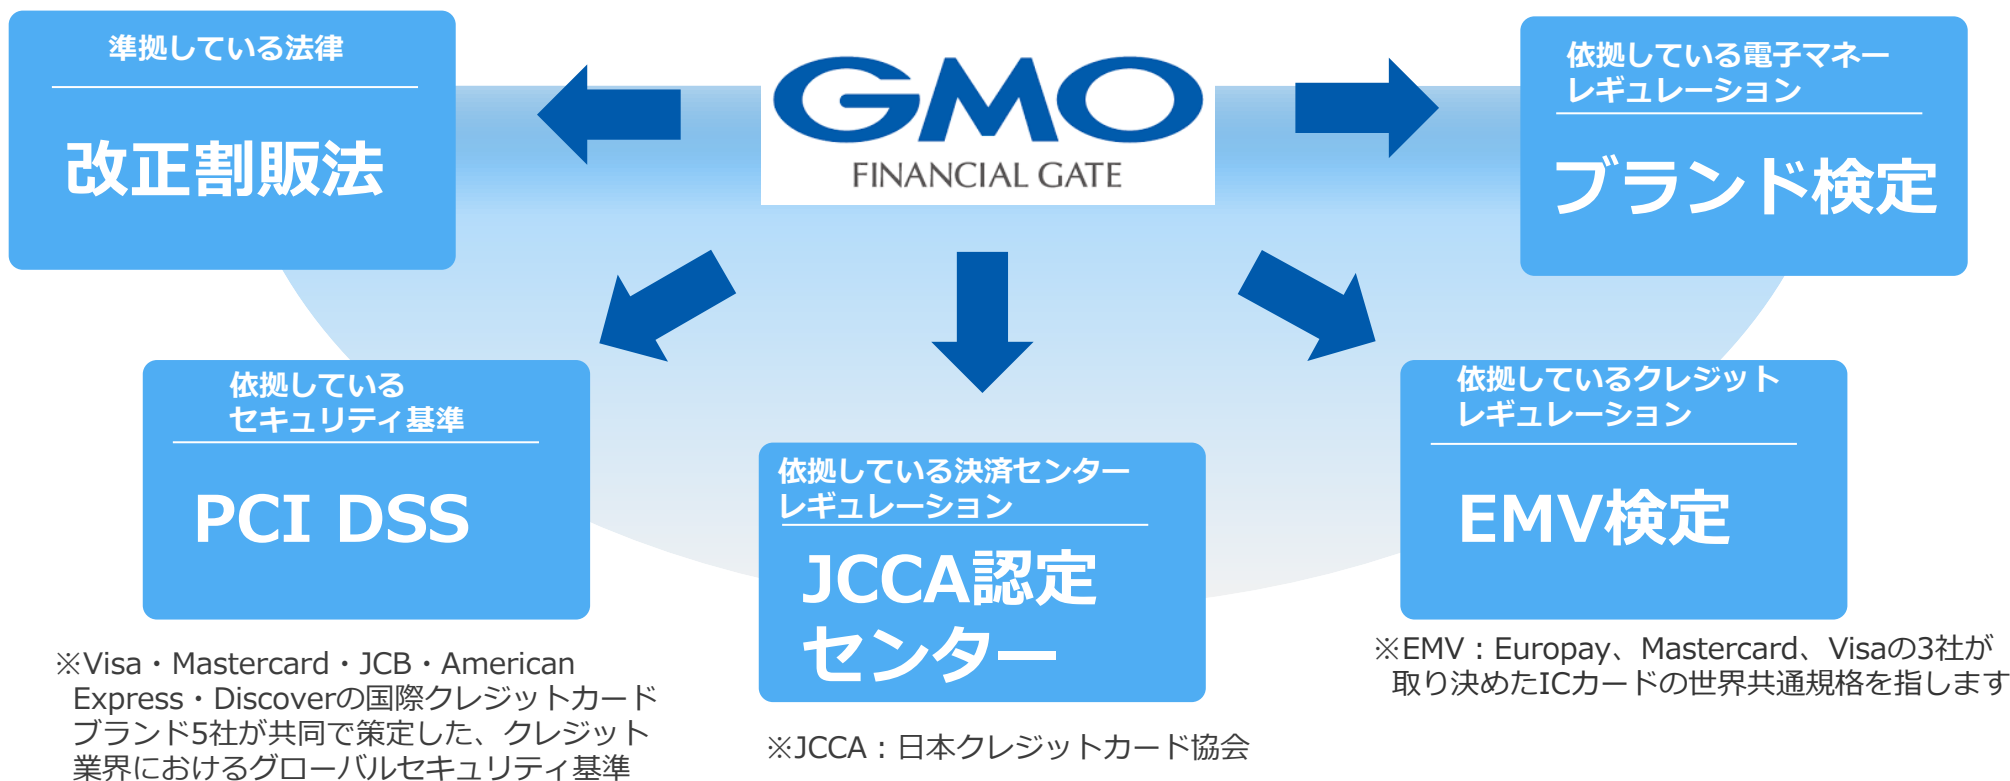 準拠している法律
改正割販法
GMO
FINANCIAL GATE
依拠している電子マネー
レギュレーション
ブランド検定
依拠している
セキュリティ基準
PCI DSS
※Visa・Mastercard・JCB・American
Express・Discoverの国際クレジットカード
ブランド5社が共同で策定した、クレジット
業界におけるグローバルセキュリティ基準
依拠している決済センター
レギュレーション
JCCA認定
センター
※JCCA：日本クレジットカード協会
依拠しているクレジット
レギュレーション
EMV検定
※EMV：Europay、Mastercard、Visaの3社が
取り決めたICカードの世界共通規格を指します